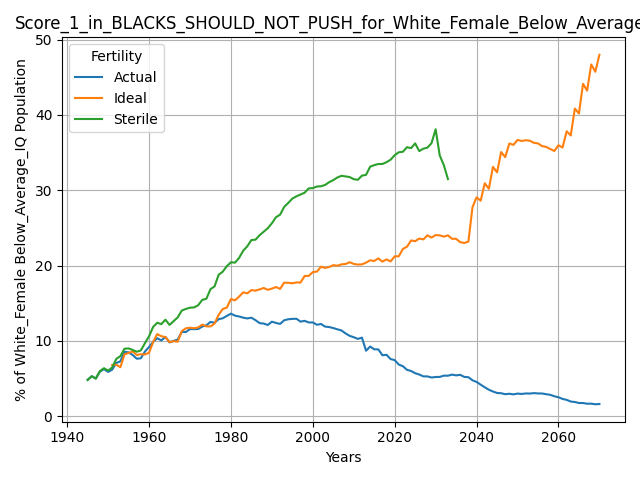 Score_1_in_BLACKS_SHOULD_NOT_PUSH_for_White_Female_Below_Average
50
40
30
20
10
0
% of White_Female Below_Average_IQ Population
Fertility
Actual
Ideal
Sterile
1940 1960 1980 2000 2020 2040 2060
Years